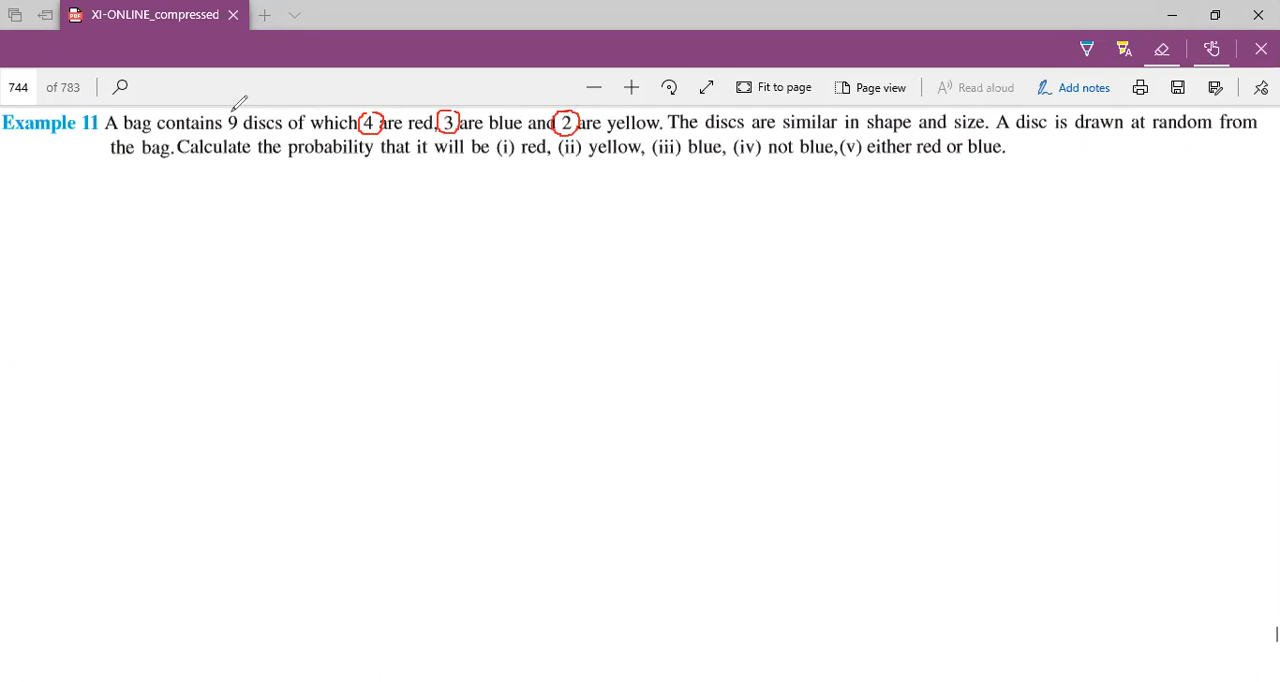 XI-ONLINE_compressed
744 of 783
Fit to page
Page view
Read aloud
Add notes
Example 11 A bag contains 9 discs of which 4 are red, 3 are blue and 2 are yellow. The discs are similar in shape and size. A disc is drawn at random from
the bag. Calculate the probability that it will be (i) red, (ii) yellow, (iii) blue, (iv) not blue,(v) either red or blue.